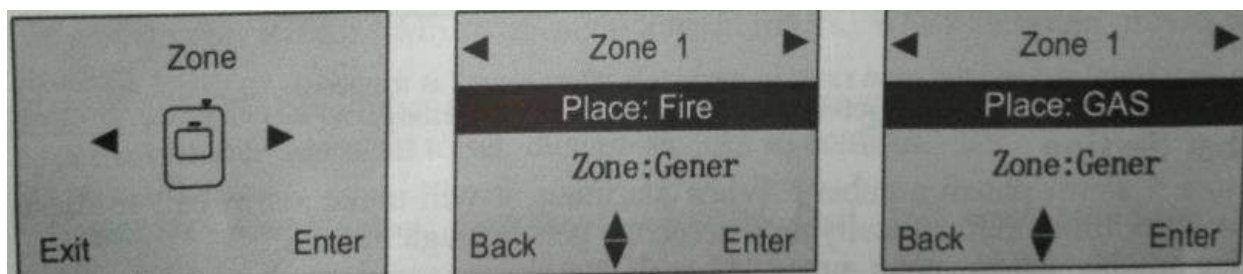 Zone
Exit Enter
Zone 1
Place: Fire
Zone:Gener
Back Enter
Zone 1
Place: GAS
Zone:Gener
Back Enter